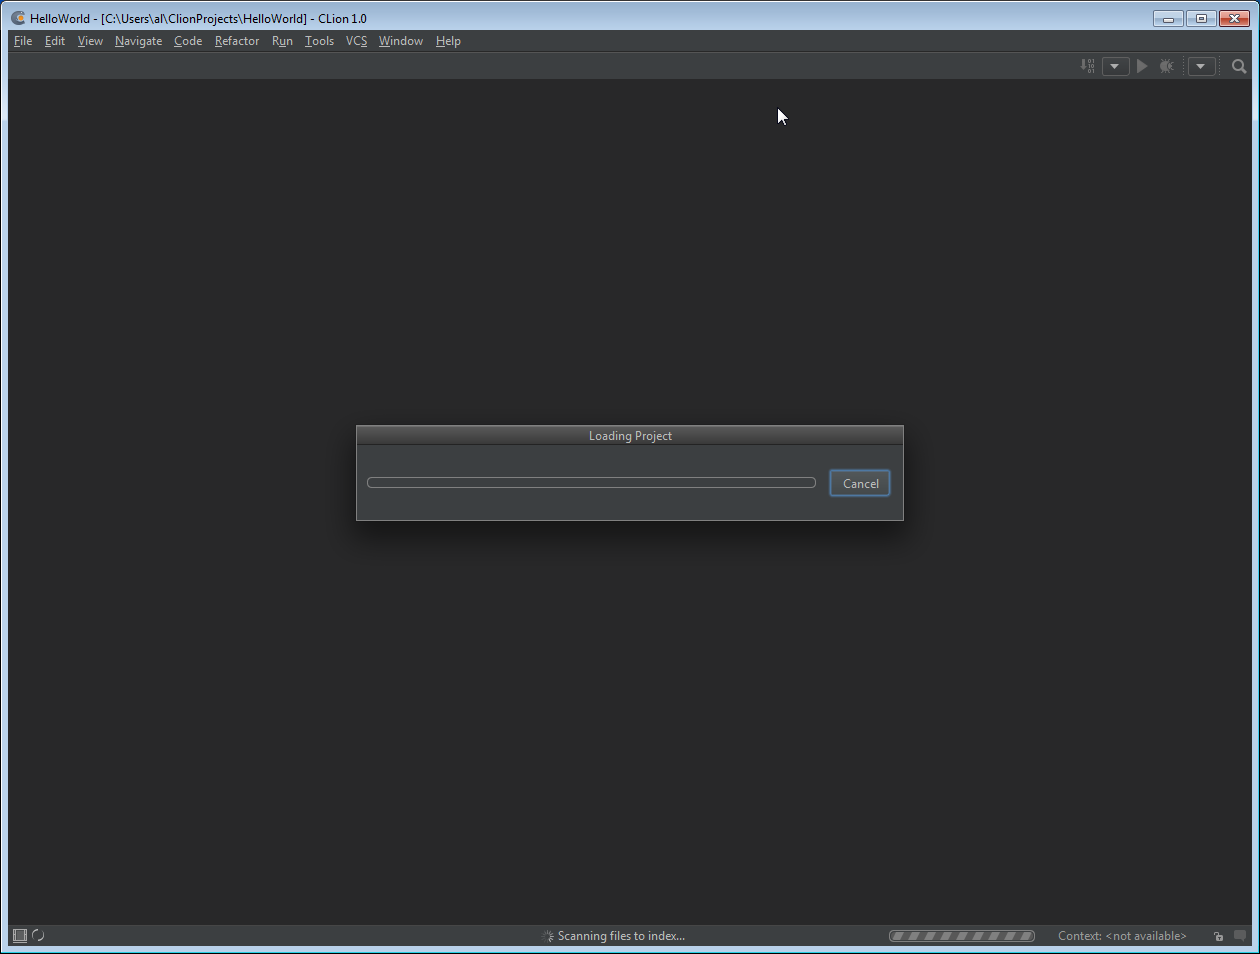 HelloWorld - [C:\Users\al\ClionProjects\HelloWorld] - CLion 1.0
File Edit View Navigate Code Refactor Run Tools VCS Window Help
Loading Project
Cancel
Scanning files to index... Context: <not available>